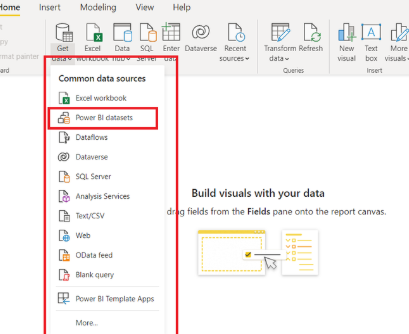 Home Insert Modeling View Help
Get data Excel workbook Data hub SQL Server Enter data Dataverse Recent sources Transform data Refresh New visual Text box More visuals
format painter
Queries Insert
Common data sources
Excel workbook
Power BI datasets
Dataflows
Dataverse
SQL Server
Analysis Services
Text/CSV
Web
OData feed
Blank query
Power BI Template Apps
More...
Build visuals with your data
drag fields from the Fields pane onto the report canvas.